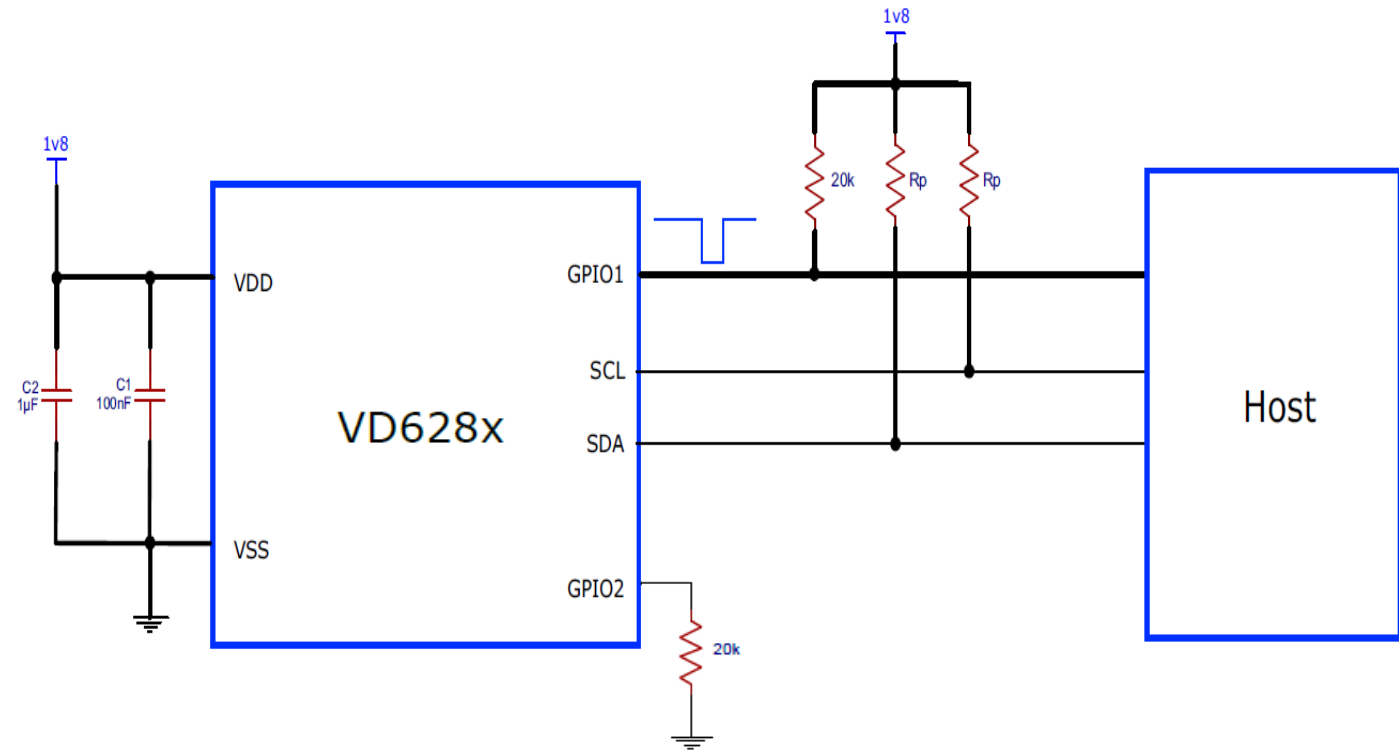 1v8
1v8
20k
Rp
Rp
VDD
GPIO1
SCL
C2
1µF
C1
100nF
VD628x
Host
SDA
VSS
GPIO2
20k